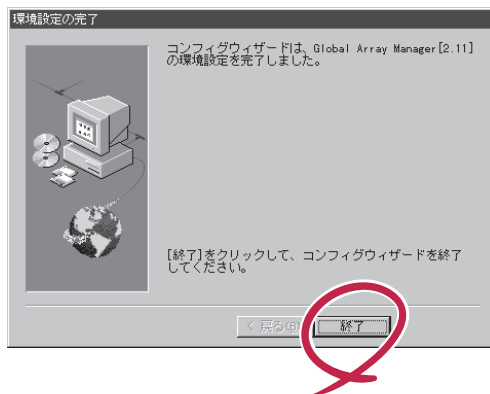 環境設定の完了
コンフィグウィザードは、Global Array Manager[2.11]
の環境設定を完了しました。
[終了]をクリックして、コンフィグウィザードを終了
してください。
< 戻る(B)
終了